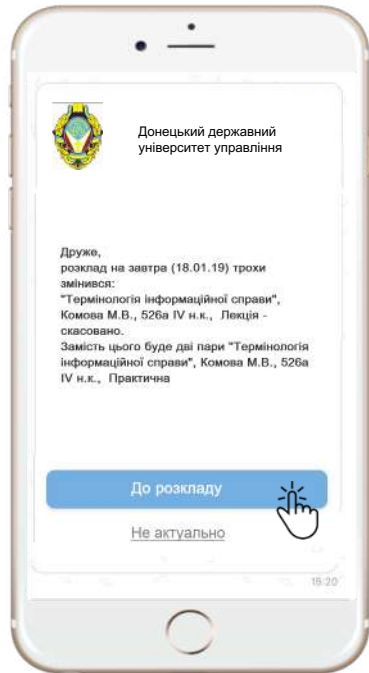 Донецький державний
університет управління
Друже,
розклад на завтра (18.01.19) трохи
змінився:
"Термінологія інформаційної справи",
Комова М.В., 526а IV н.к., Лекція -
скасовано.
Замість цього буде дві пари "Термінологія
інформаційної справи", Комова М.В., 526а
IV н.к., Практична
До розкладу
Не актуально
16:20